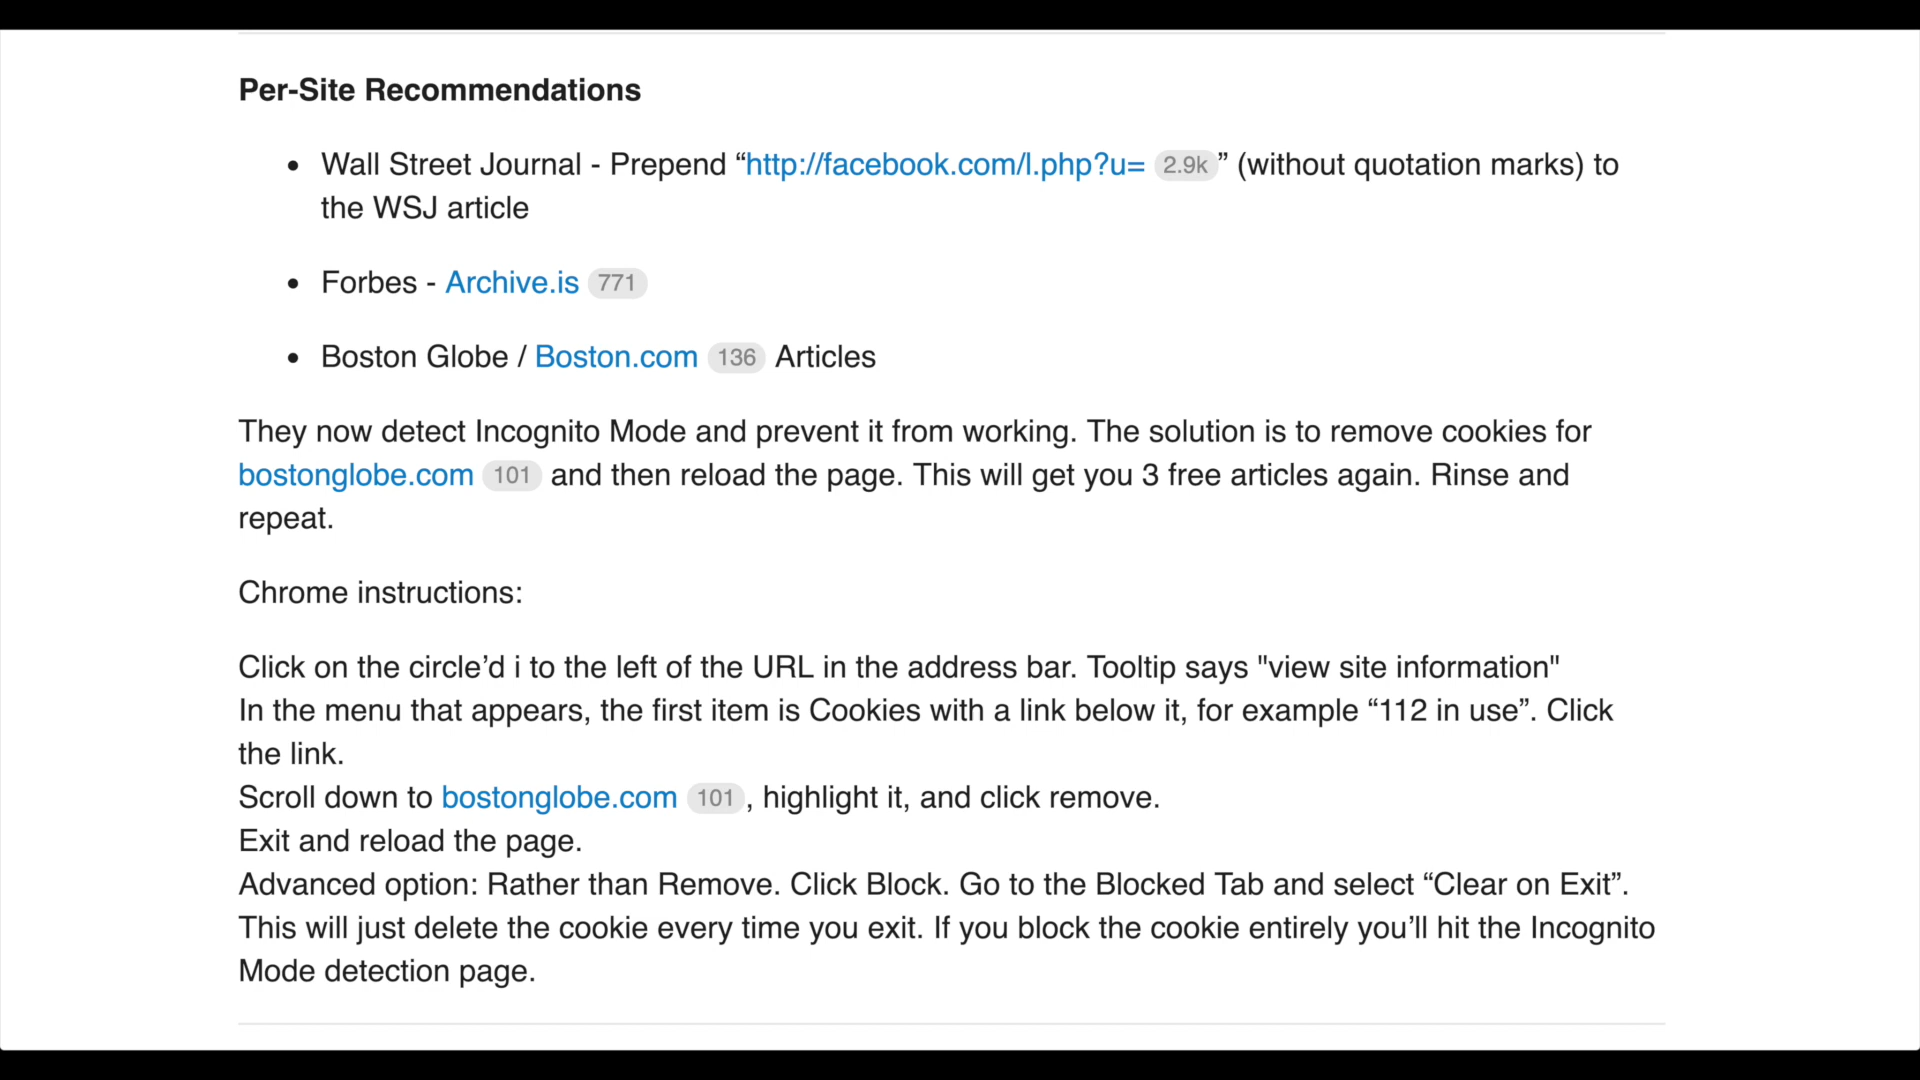 Per-Site Recommendations
• Wall Street Journal - Prepend “http://facebook.com/l.php?u= 2.9k ” (without quotation marks) to
the WSJ article
• Forbes - Archive.is 771
• Boston Globe / Boston.com 136 Articles
They now detect Incognito Mode and prevent it from working. The solution is to remove cookies for
bostonglobe.com 101 and then reload the page. This will get you 3 free articles again. Rinse and
repeat.
Chrome instructions:
Click on the circle’d i to the left of the URL in the address bar. Tooltip says "view site information"
In the menu that appears, the first item is Cookies with a link below it, for example “112 in use”. Click
the link.
Scroll down to bostonglobe.com 101 , highlight it, and click remove.
Exit and reload the page.
Advanced option: Rather than Remove. Click Block. Go to the Blocked Tab and select “Clear on Exit”.
This will just delete the cookie every time you exit. If you block the cookie entirely you’ll hit the Incognito
Mode detection page.